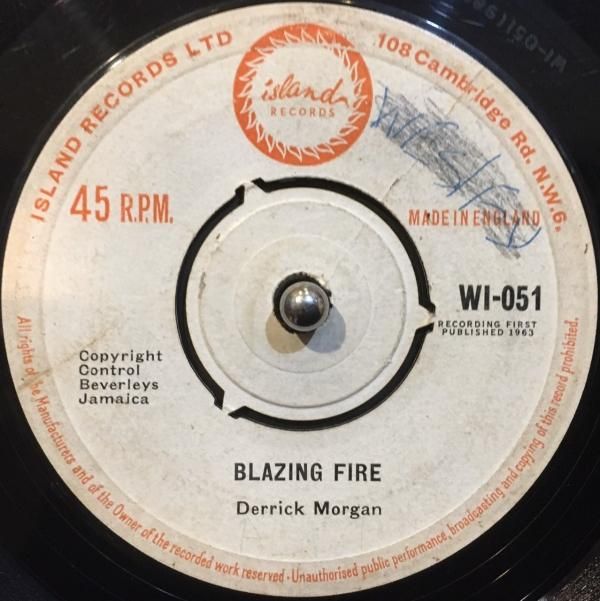 ISLAND RECORDS LTD
island
RECORDS
108 Cambridge Rd. N.W.6.
45 R.P.M.
MADE IN ENGLAND
WI-051
RECORDING FIRST
PUBLISHED 1963
Copyright
Control
Beverleys
Jamaica
BLAZING FIRE
Derrick Morgan
All rights of the Manufacturers and of the Owner of the recorded work reserved · Unauthorised public performance, broadcasting and copying of this record prohibited.